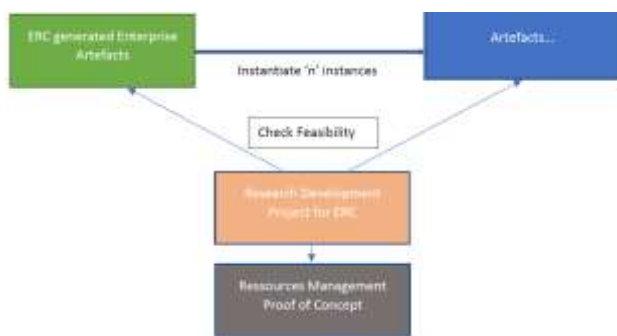 ERC generated Enterprise
Artefacts
Artefacts...
Instantiate 'n' instances
Check Feasibility
Research Development
Project for ERC
Ressources Management
Proof of Concept